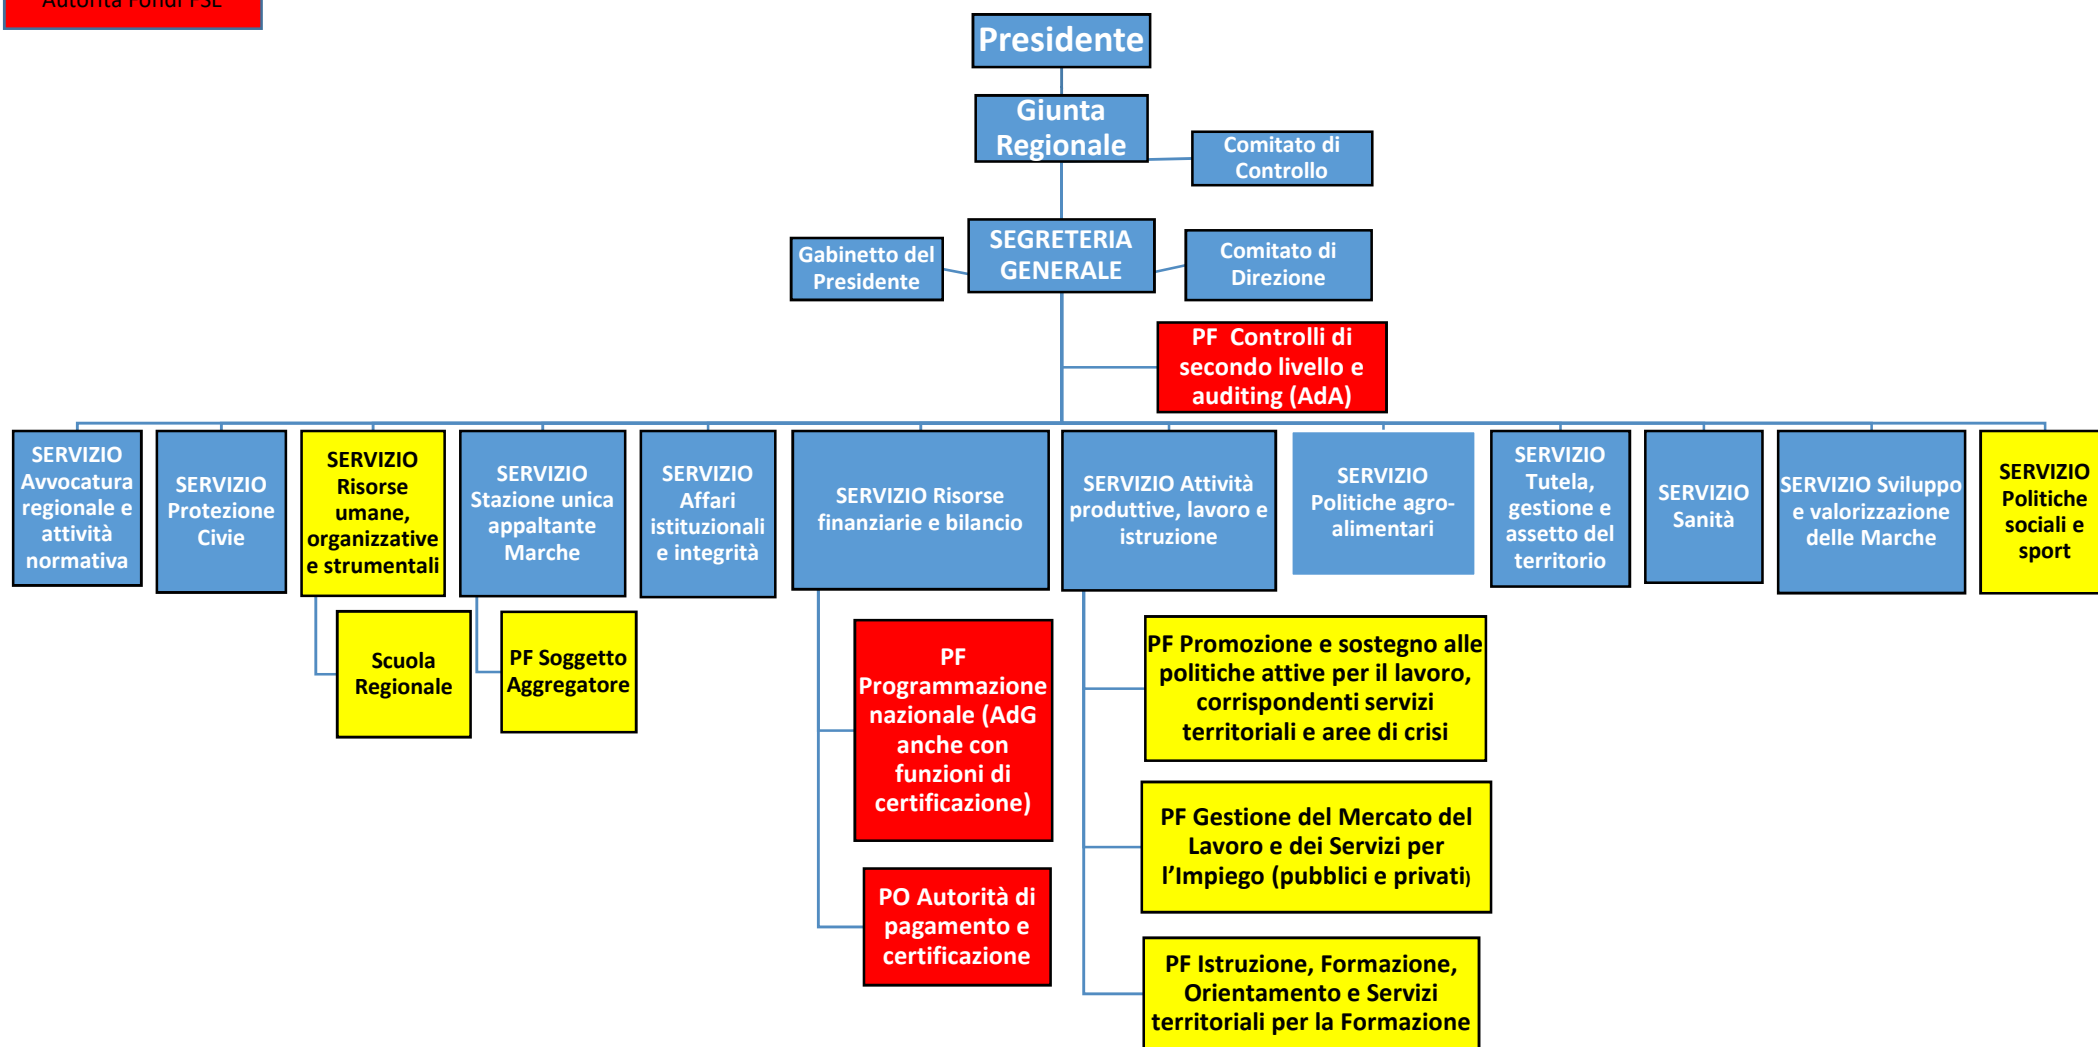 Autorità Fondi FSE
Presidente
Giunta
Regionale
Comitato di
Controllo
SEGRETERIA
GENERALE
Gabinetto del
Presidente
Comitato di
Direzione
PF  Controlli di
secondo livello e
auditing (AdA)
SERVIZIO
Avvocatura
regionale e
attività
normativa
SERVIZIO
Protezione
Civie
SERVIZIO
Risorse
umane,
organizzative
e strumentali
SERVIZIO
Stazione unica
appaltante
Marche
SERVIZIO
Affari
istituzionali
e integrità
SERVIZIO Risorse
finanziarie e bilancio
SERVIZIO Attività
produttive, lavoro e
istruzione
SERVIZIO
Politiche agro-
alimentari
SERVIZIO
Tutela,
gestione e
assetto del
territorio
SERVIZIO
Sanità
SERVIZIO Sviluppo
e valorizzazione
delle Marche
SERVIZIO
Politiche
sociali e
sport
Scuola
Regionale
PF Soggetto
Aggregatore
PF
Programmazione
nazionale (AdG
anche con
funzioni di
certificazione)
PO Autorità di
pagamento e
certificazione
PF Promozione e sostegno alle
politiche attive per il lavoro,
corrispondenti servizi
territoriali e aree di crisi
PF Gestione del Mercato del
Lavoro e dei Servizi per
l’Impiego (pubblici e privati)
PF Istruzione, Formazione,
Orientamento e Servizi
territoriali per la Formazione